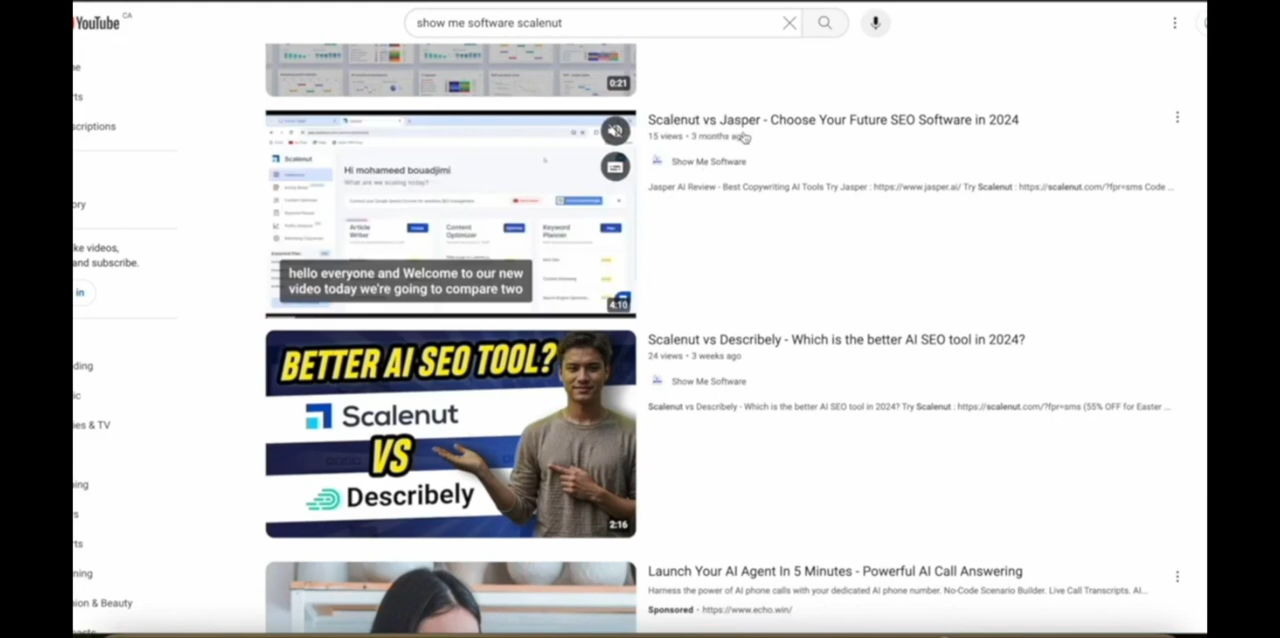 YouTube CA
show me software scalenut
0:21
Scalenut vs Jasper - Choose Your Future SEO Software in 2024
15 views • 3 months ago
Show Me Software
Jasper AI Review - Best Copywriting AI Tools Try Jasper : https://www.jasper.ai/ Try Scalenut : https://scalenut.com/?fpr=sms Code ...
Scalenut
Hi mohameed bouadjimi
What are we scaling today?
Article
Writer
Content
Optimizer
Keyword
Planner
hello everyone and Welcome to our new
video today we're going to compare two
4:10
ke videos,
and subscribe.
in
Scalenut vs Describely - Which is the better AI SEO tool in 2024?
24 views • 3 weeks ago
Show Me Software
Scalenut vs Describely - Which is the better AI SEO tool in 2024? Try Scalenut : https://scalenut.com/?fpr=sms (55% OFF for Easter ...
BETTER AI SEO TOOL?
Scalenut
VS
Describely
2:16
scriptions
ory
ding
ic
ies & TV
ing
s
rts
ning
ion & Beauty
Launch Your AI Agent In 5 Minutes - Powerful AI Call Answering
Harness the power of AI phone calls with your dedicated AI phone number. No-Code Scenario Builder. Live Call Transcripts. AI...
Sponsored • https://www.echo.win/